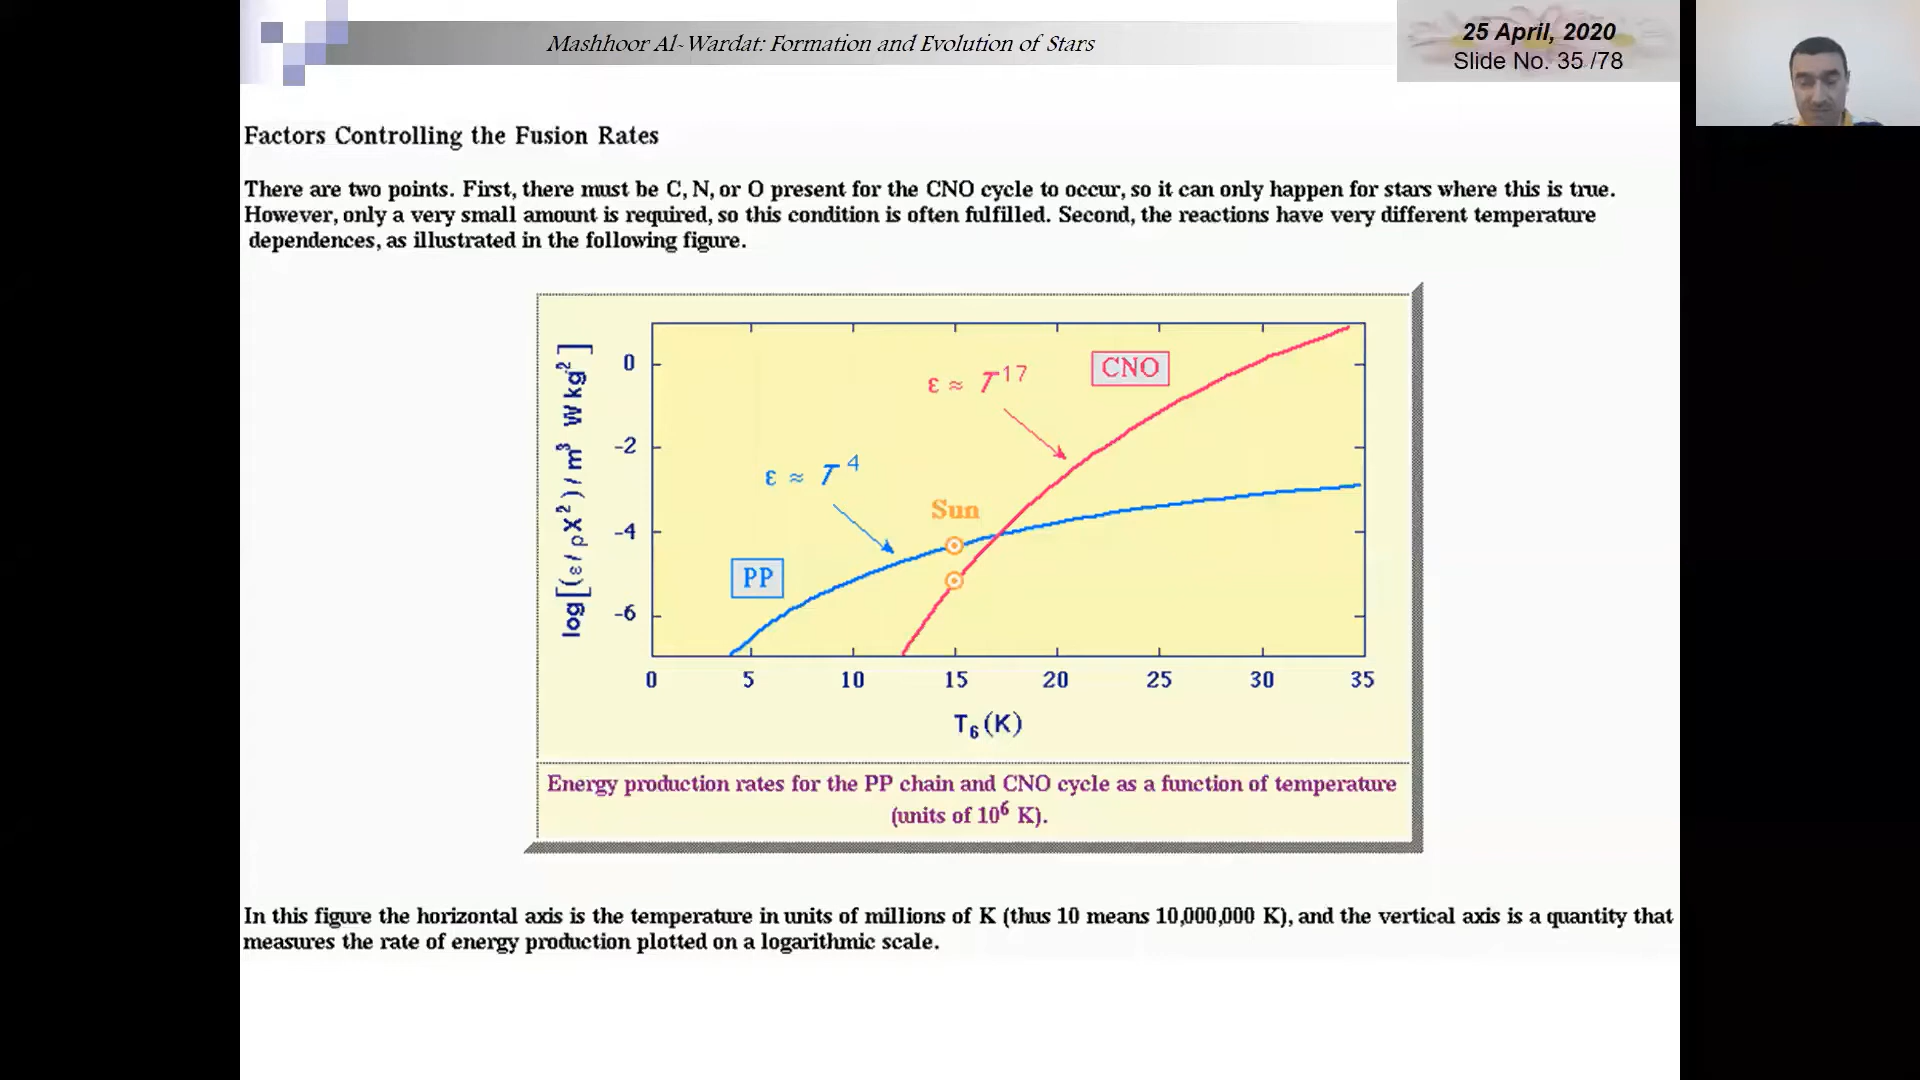 Mashhoor Al-Wardat: Formation and Evolution of Stars
25 April, 2020
Slide No. 35 /78
Factors Controlling the Fusion Rates
There are two points. First, there must be C, N, or O present for the CNO cycle to occur, so it can only happen for stars where this is true.
However, only a very small amount is required, so this condition is often fulfilled. Second, the reactions have very different temperature
dependences, as illustrated in the following figure.
log[(ε/ρX²)/m³ W kg²]
0
-2
-4
-6
ε ≈ T¹⁷
CNO
ε ≈ T⁴
Sun
PP
0 5 10 15 20 25 30 35
T₆(K)
Energy production rates for the PP chain and CNO cycle as a function of temperature
(units of 10⁶ K).
In this figure the horizontal axis is the temperature in units of millions of K (thus 10 means 10,000,000 K), and the vertical axis is a quantity that
measures the rate of energy production plotted on a logarithmic scale.